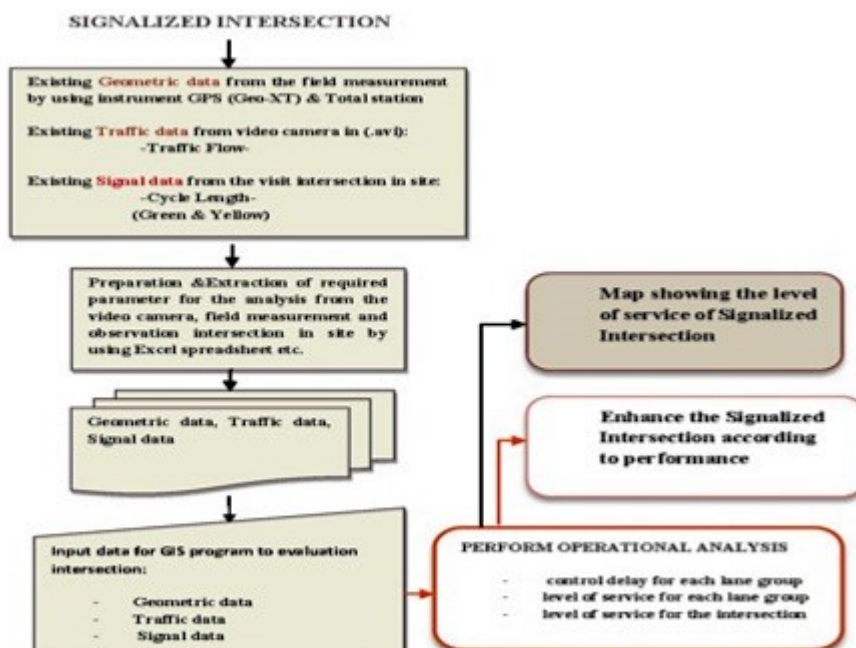 SIGNALIZED INTERSECTION
Existing Geometric data from the field measurement
by using instrument GPS (Geo-XT) & Total station
Existing Traffic data from video camera in (.avi):
-Traffic Flow-
Existing Signal data from the visit intersection in site:
-Cycle Length-
(Green & Yellow)
Preparation &Extraction of required
parameter for the analysis from the
video camera, field measurement and
observation intersection in site by
using Excel spreadsheet etc.
Geometric data, Traffic data,
Signal data
Input data for GIS program to evaluation
intersection:
- Geometric data
- Traffic data
- Signal data
Map showing the level
of service of Signalized
Intersection
Enhance the Signalized
Intersection according
to performance
PERFORM OPERATIONAL ANALYSIS
- control delay for each lane group
- level of service for each lane group
- level of service for the intersection